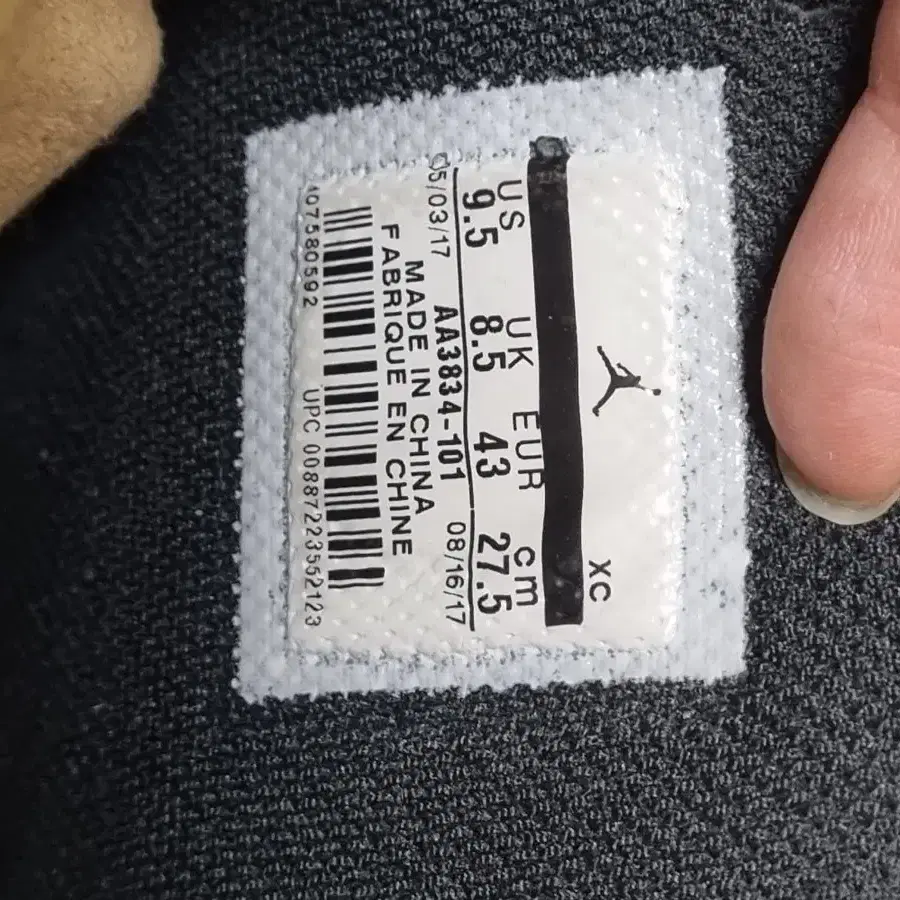 XC
US UK EUR cm
9.5 8.5 43 27.5
05/03/17 AA3834-101 08/16/17
MADE IN CHINA
FABRIQUE EN CHINE
407580592 UPC 00887223552123